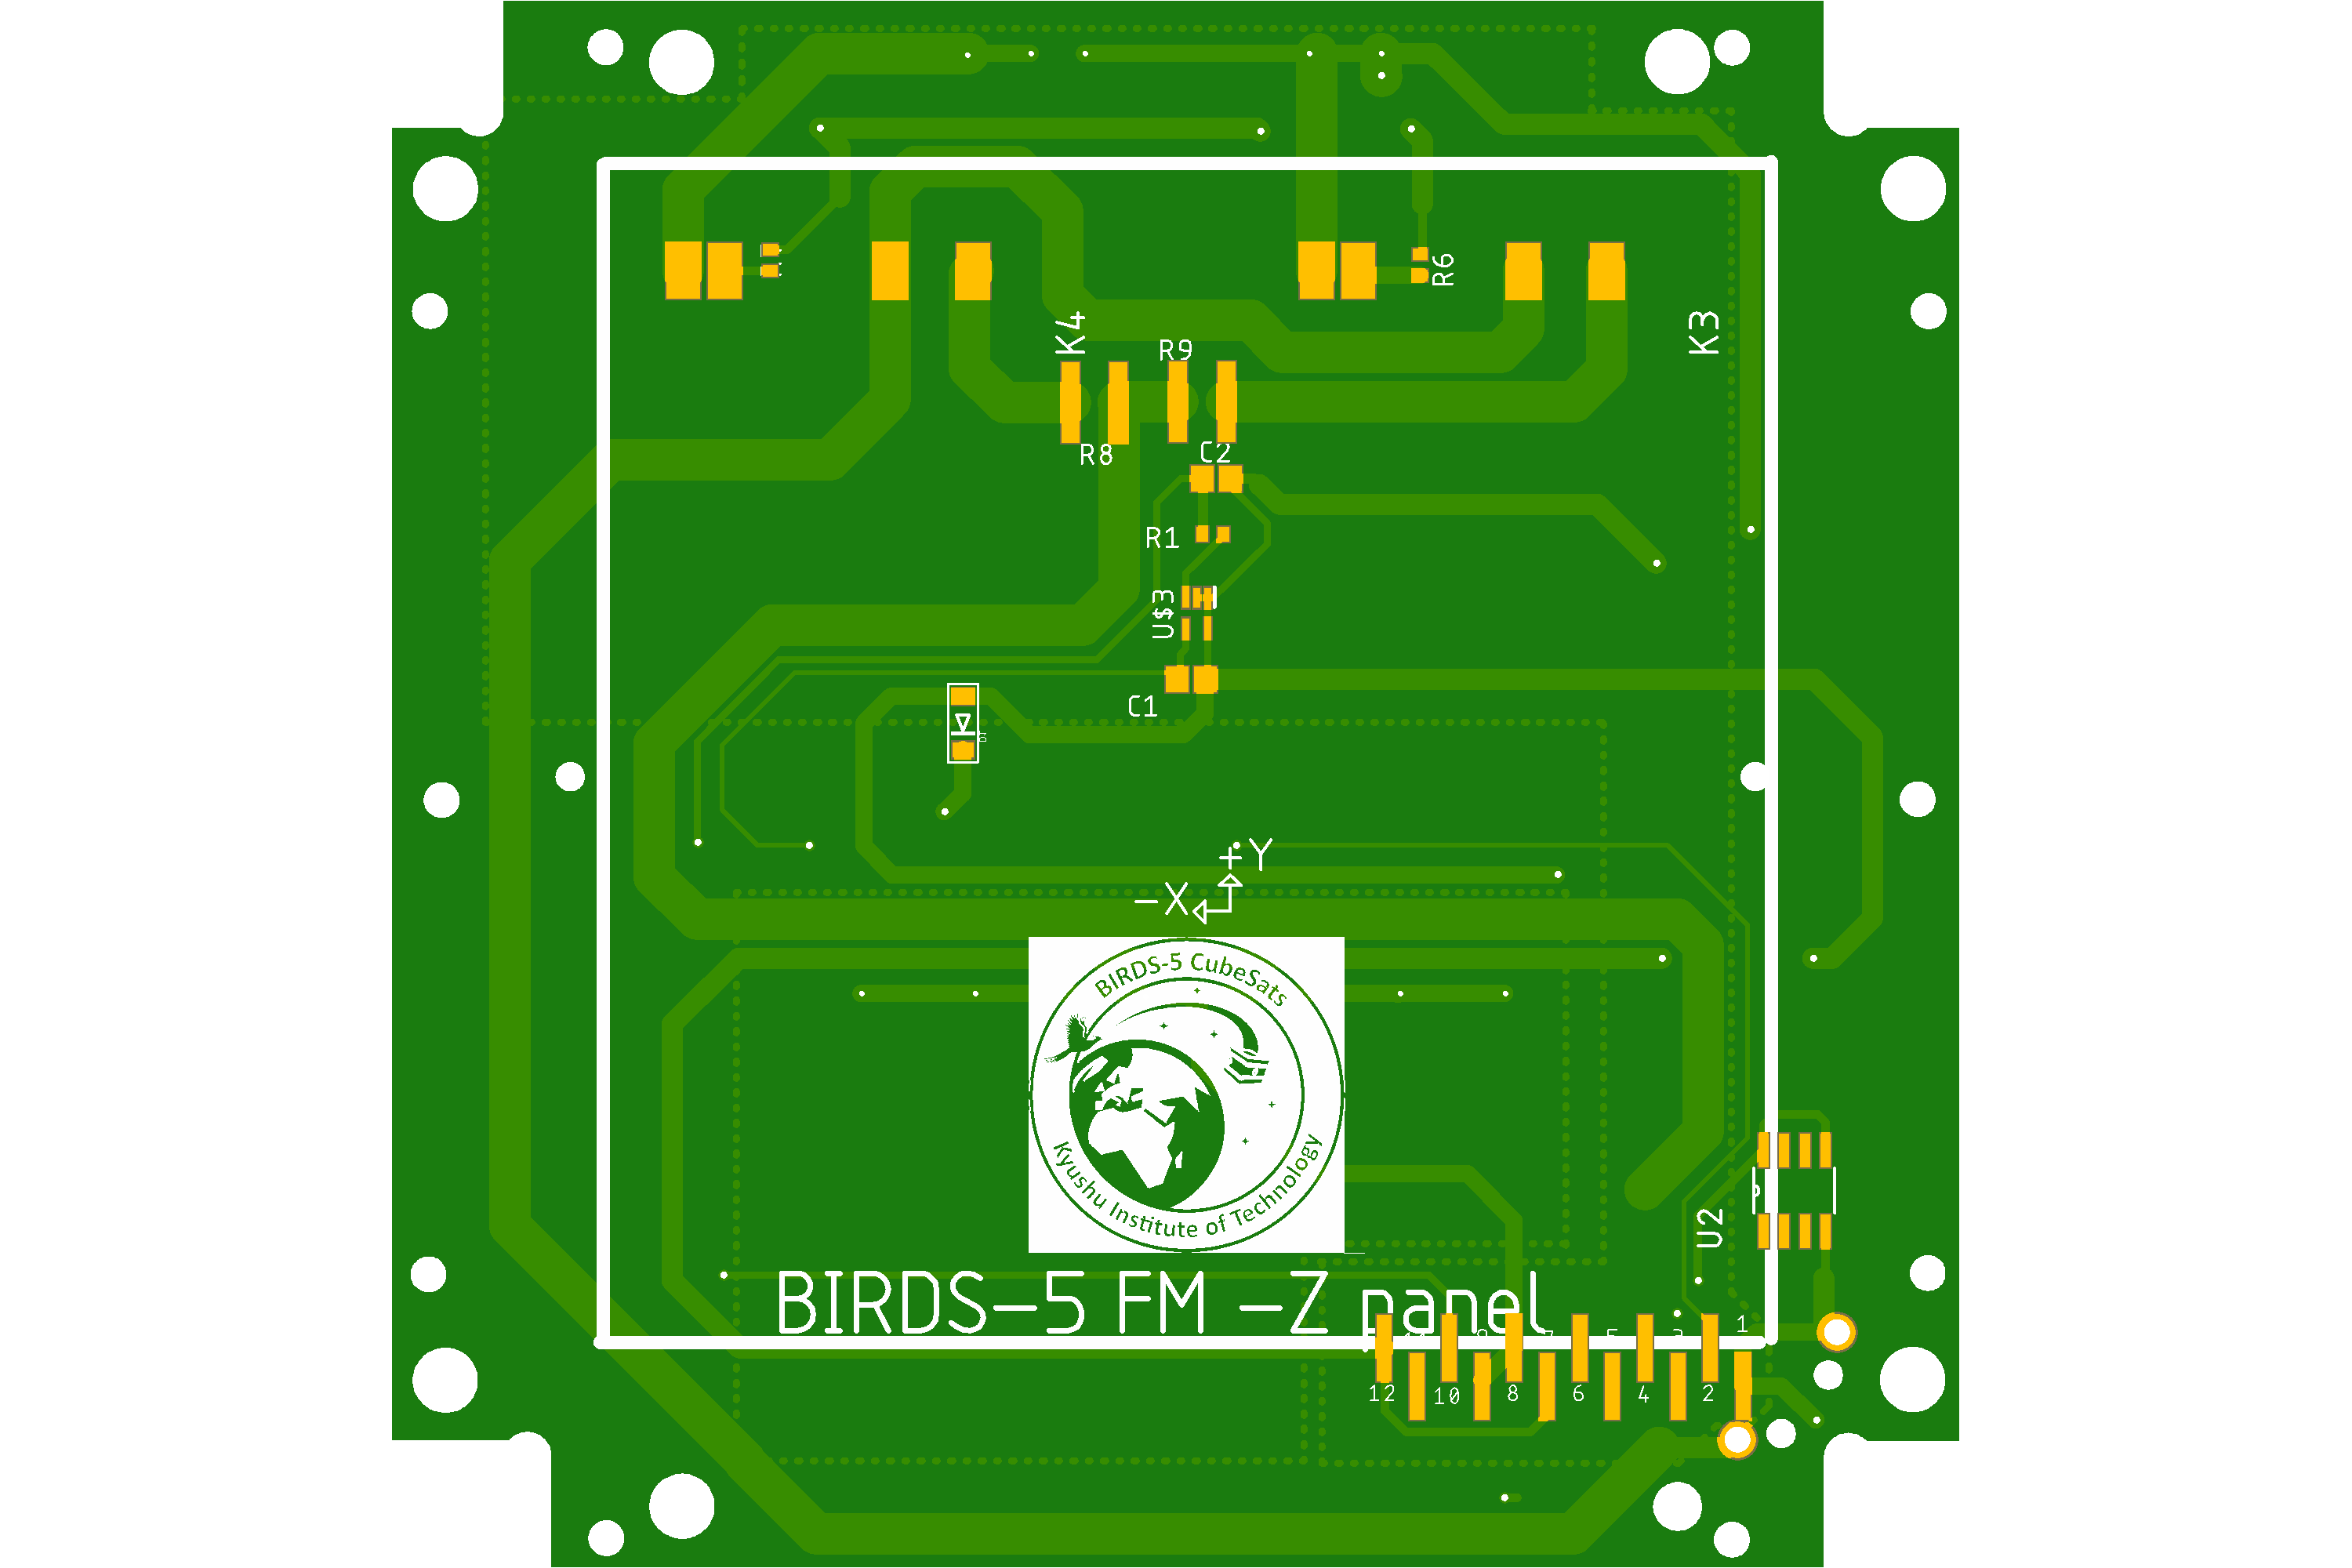 R6
K4
K3
R9
R8
C2
R1
U$3
C1
+Y
-X
BIRDS-5 CubeSats
Kyushu Institute of Technology
U2
BIRDS-5 FM -Z panel
1
12
10
8
6
4
2